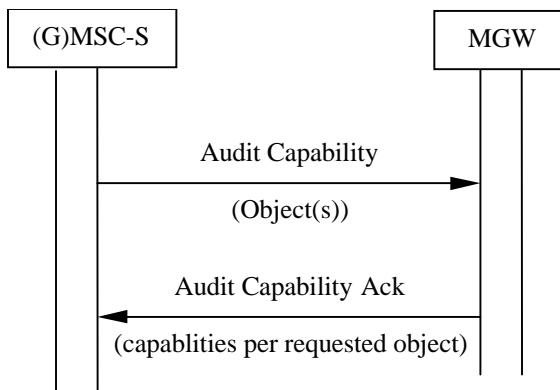 (G)MSC-S
MGW
Audit Capability
(Object(s))
Audit Capability Ack
(capablities per requested object)